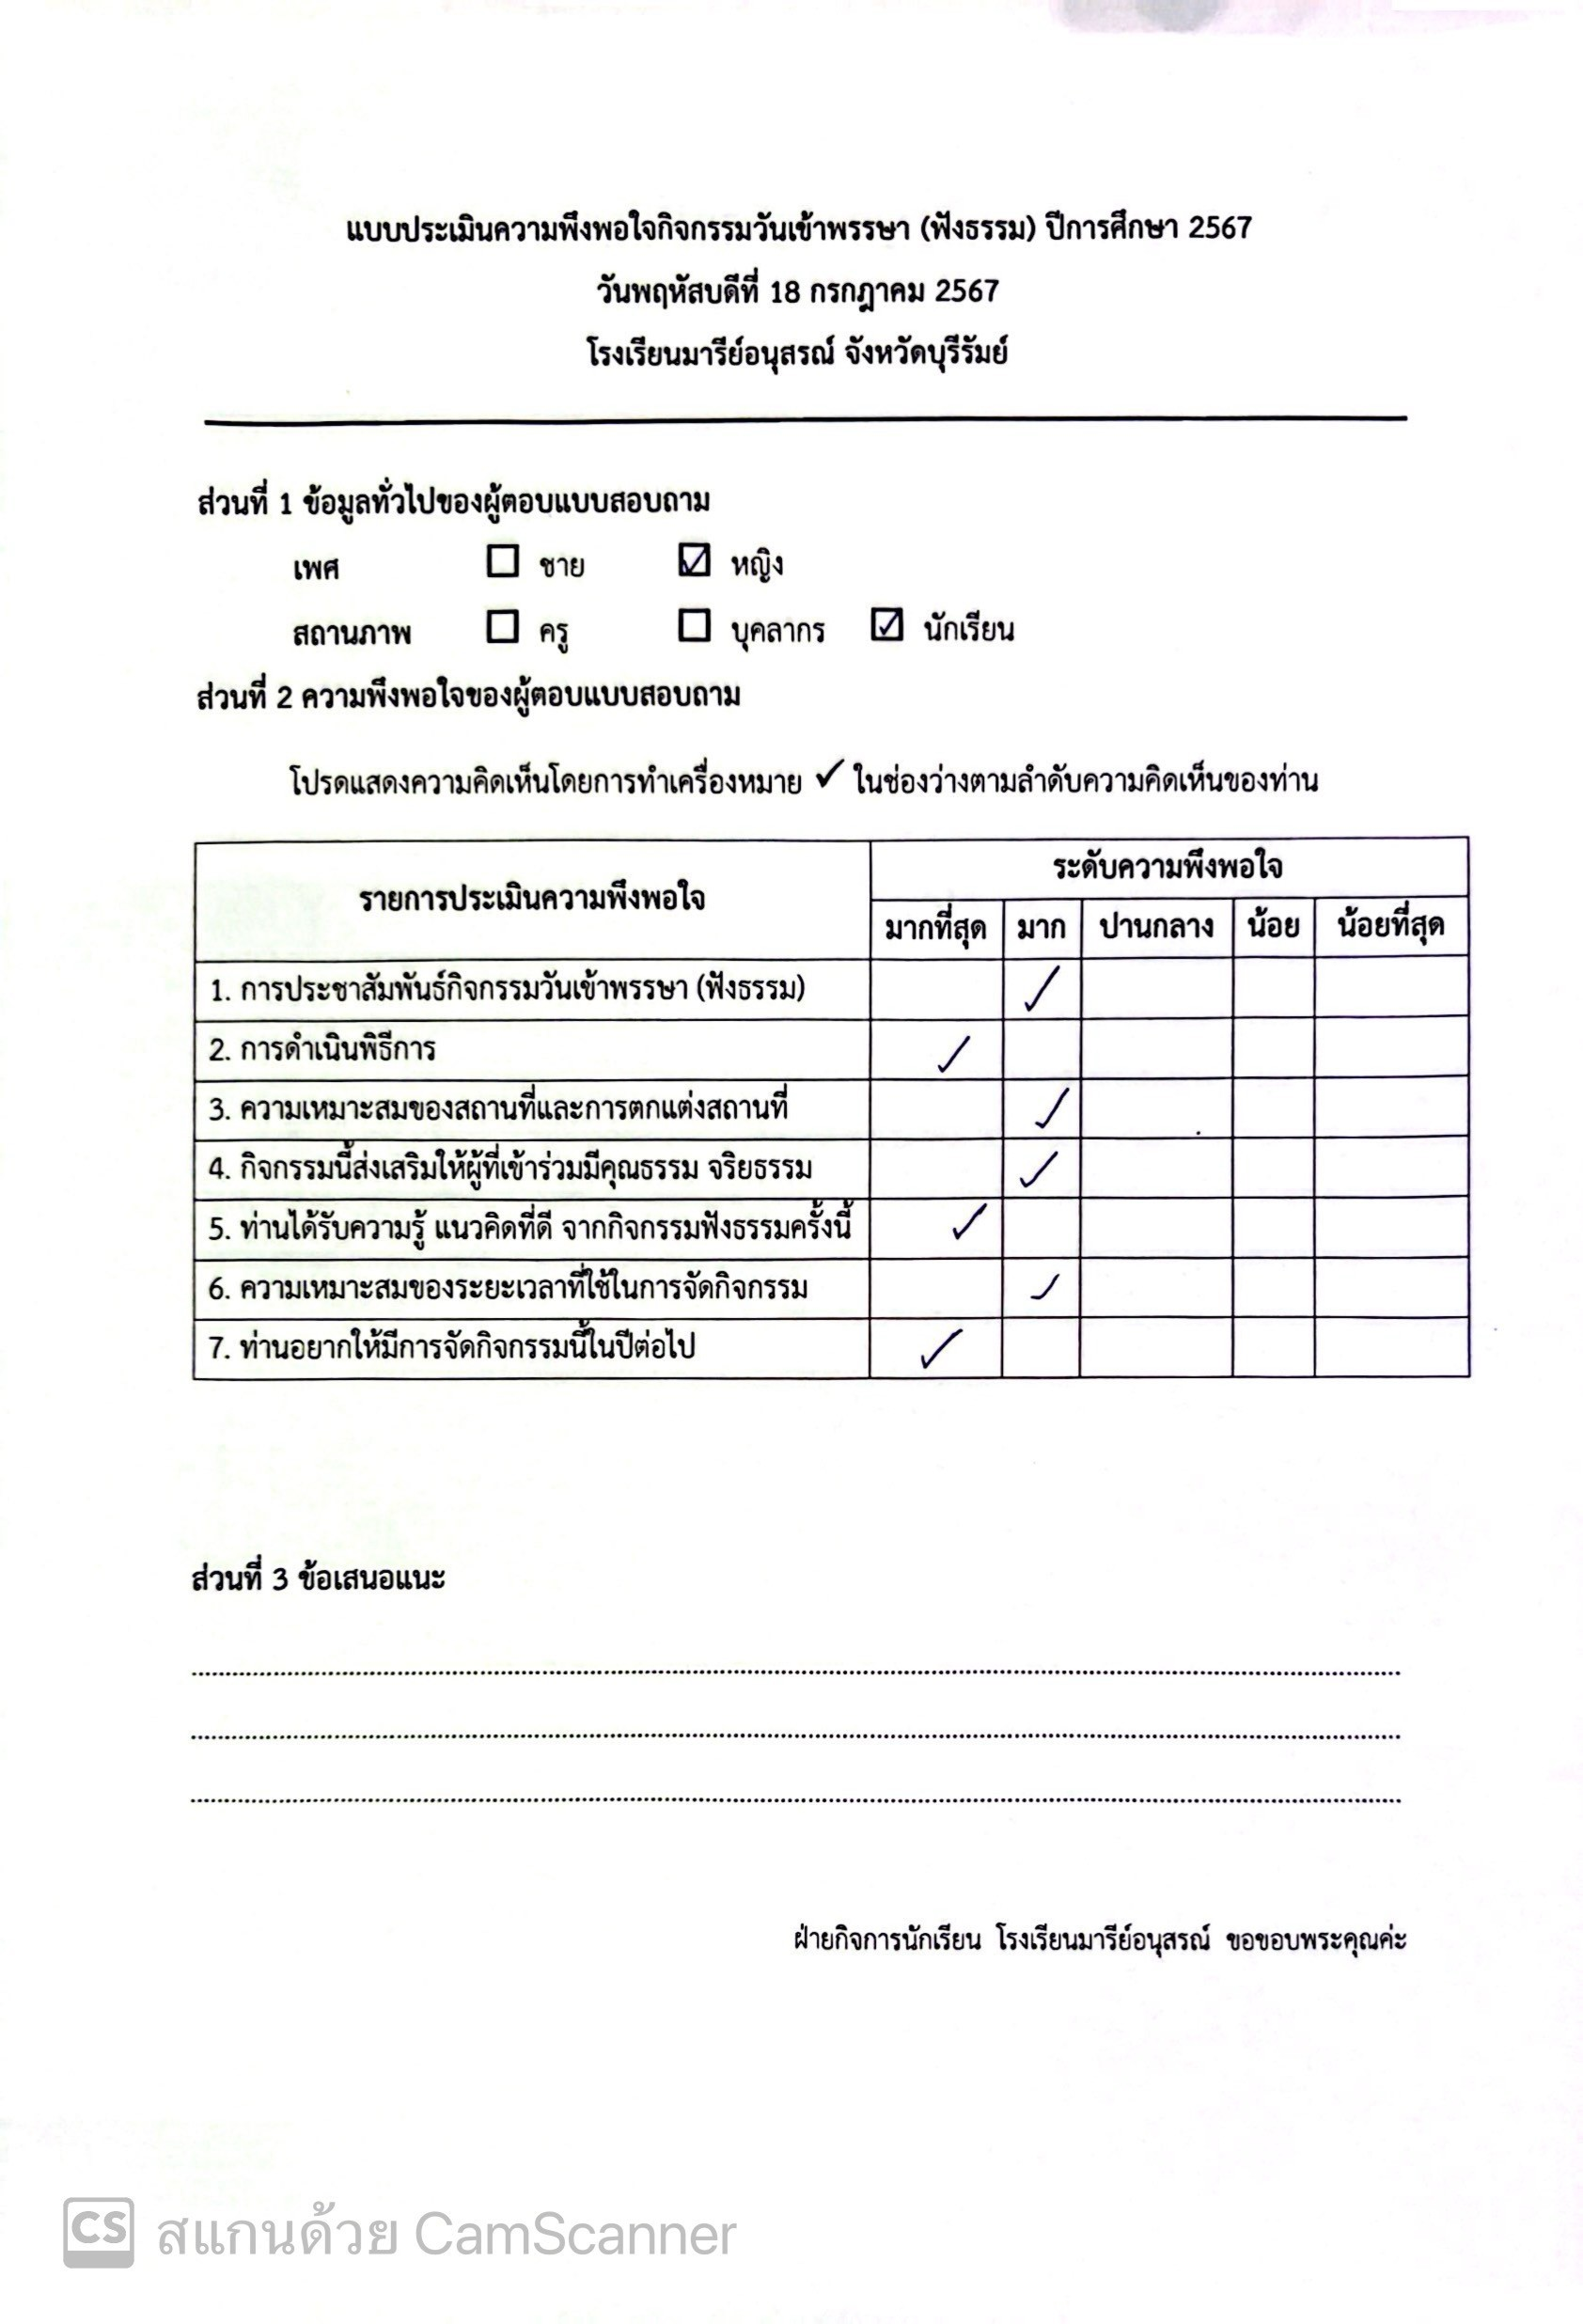 แบบประเมินความพึงพอใจกิจกรรมวันเข้าพรรษา (ฟังธรรม) ปีการศึกษา 2567
วันพฤหัสบดีที่ 18 กรกฎาคม 2567
โรงเรียนมารีย์อนุสรณ์ จังหวัดบุรีรัมย์
ส่วนที่ 1 ข้อมูลทั่วไปของผู้ตอบแบบสอบถาม
เพศ ☐ ชาย ☑ หญิง
สถานภาพ ☐ ครู ☐ บุคลากร ☑ นักเรียน
ส่วนที่ 2 ความพึงพอใจของผู้ตอบแบบสอบถาม
โปรดแสดงความคิดเห็นโดยการทำเครื่องหมาย ✓ ในช่องว่างตามลำดับความคิดเห็นของท่าน
รายการประเมินความพึงพอใจ ระดับความพึงพอใจ
มากที่สุด มาก ปานกลาง น้อย น้อยที่สุด
1. การประชาสัมพันธ์กิจกรรมวันเข้าพรรษา (ฟังธรรม) ✓
2. การดำเนินพิธีการ ✓
3. ความเหมาะสมของสถานที่และการตกแต่งสถานที่ ✓
4. กิจกรรมนี้ส่งเสริมให้ผู้ที่เข้าร่วมมีคุณธรรม จริยธรรม ✓
5. ท่านได้รับความรู้ แนวคิดที่ดี จากกิจกรรมฟังธรรมครั้งนี้ ✓
6. ความเหมาะสมของระยะเวลาที่ใช้ในการจัดกิจกรรม ✓
7. ท่านอยากให้มีการจัดกิจกรรมนี้ในปีต่อไป ✓
ส่วนที่ 3 ข้อเสนอแนะ
ฝ่ายกิจการนักเรียน โรงเรียนมารีย์อนุสรณ์ ขอขอบพระคุณค่ะ
CS สแกนด้วย CamScanner